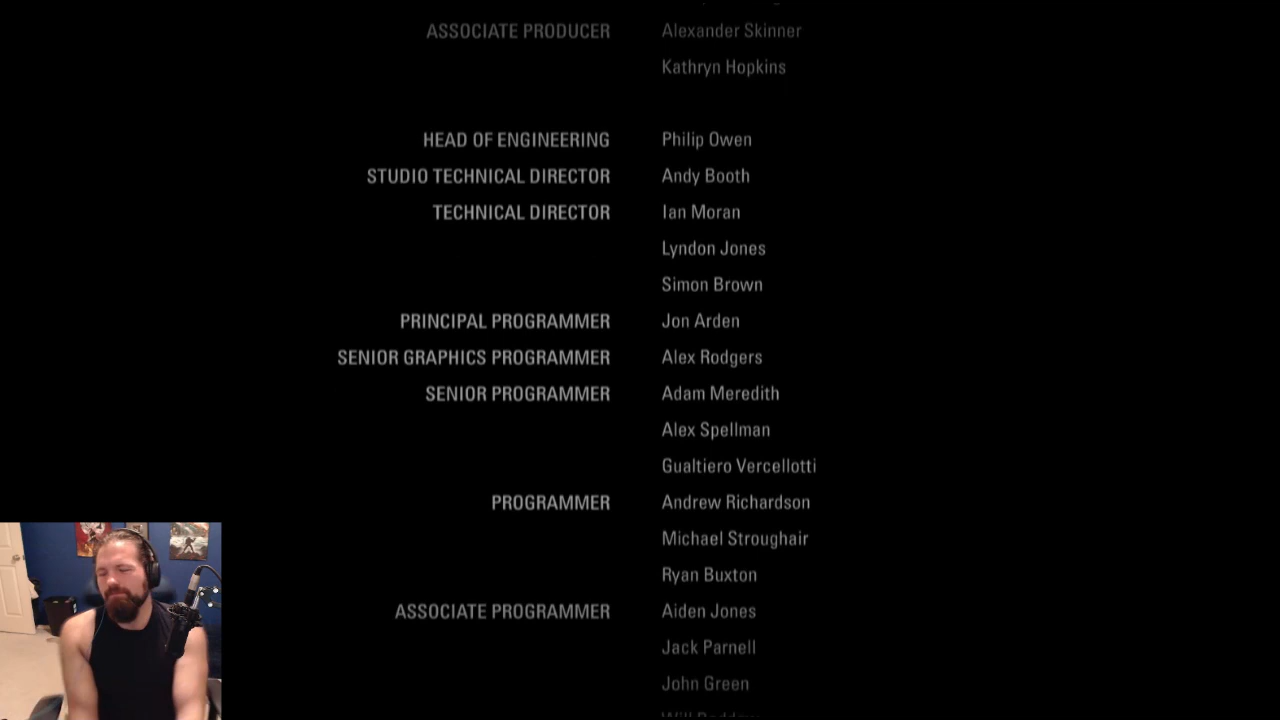 ASSOCIATE PRODUCER Alexander Skinner
Kathryn Hopkins
HEAD OF ENGINEERING Philip Owen
STUDIO TECHNICAL DIRECTOR Andy Booth
TECHNICAL DIRECTOR Ian Moran
Lyndon Jones
Simon Brown
PRINCIPAL PROGRAMMER Jon Arden
SENIOR GRAPHICS PROGRAMMER Alex Rodgers
SENIOR PROGRAMMER Adam Meredith
Alex Spellman
Gualtiero Vercellotti
PROGRAMMER Andrew Richardson
Michael Stroughair
Ryan Buxton
ASSOCIATE PROGRAMMER Aiden Jones
Jack Parnell
John Green
Will